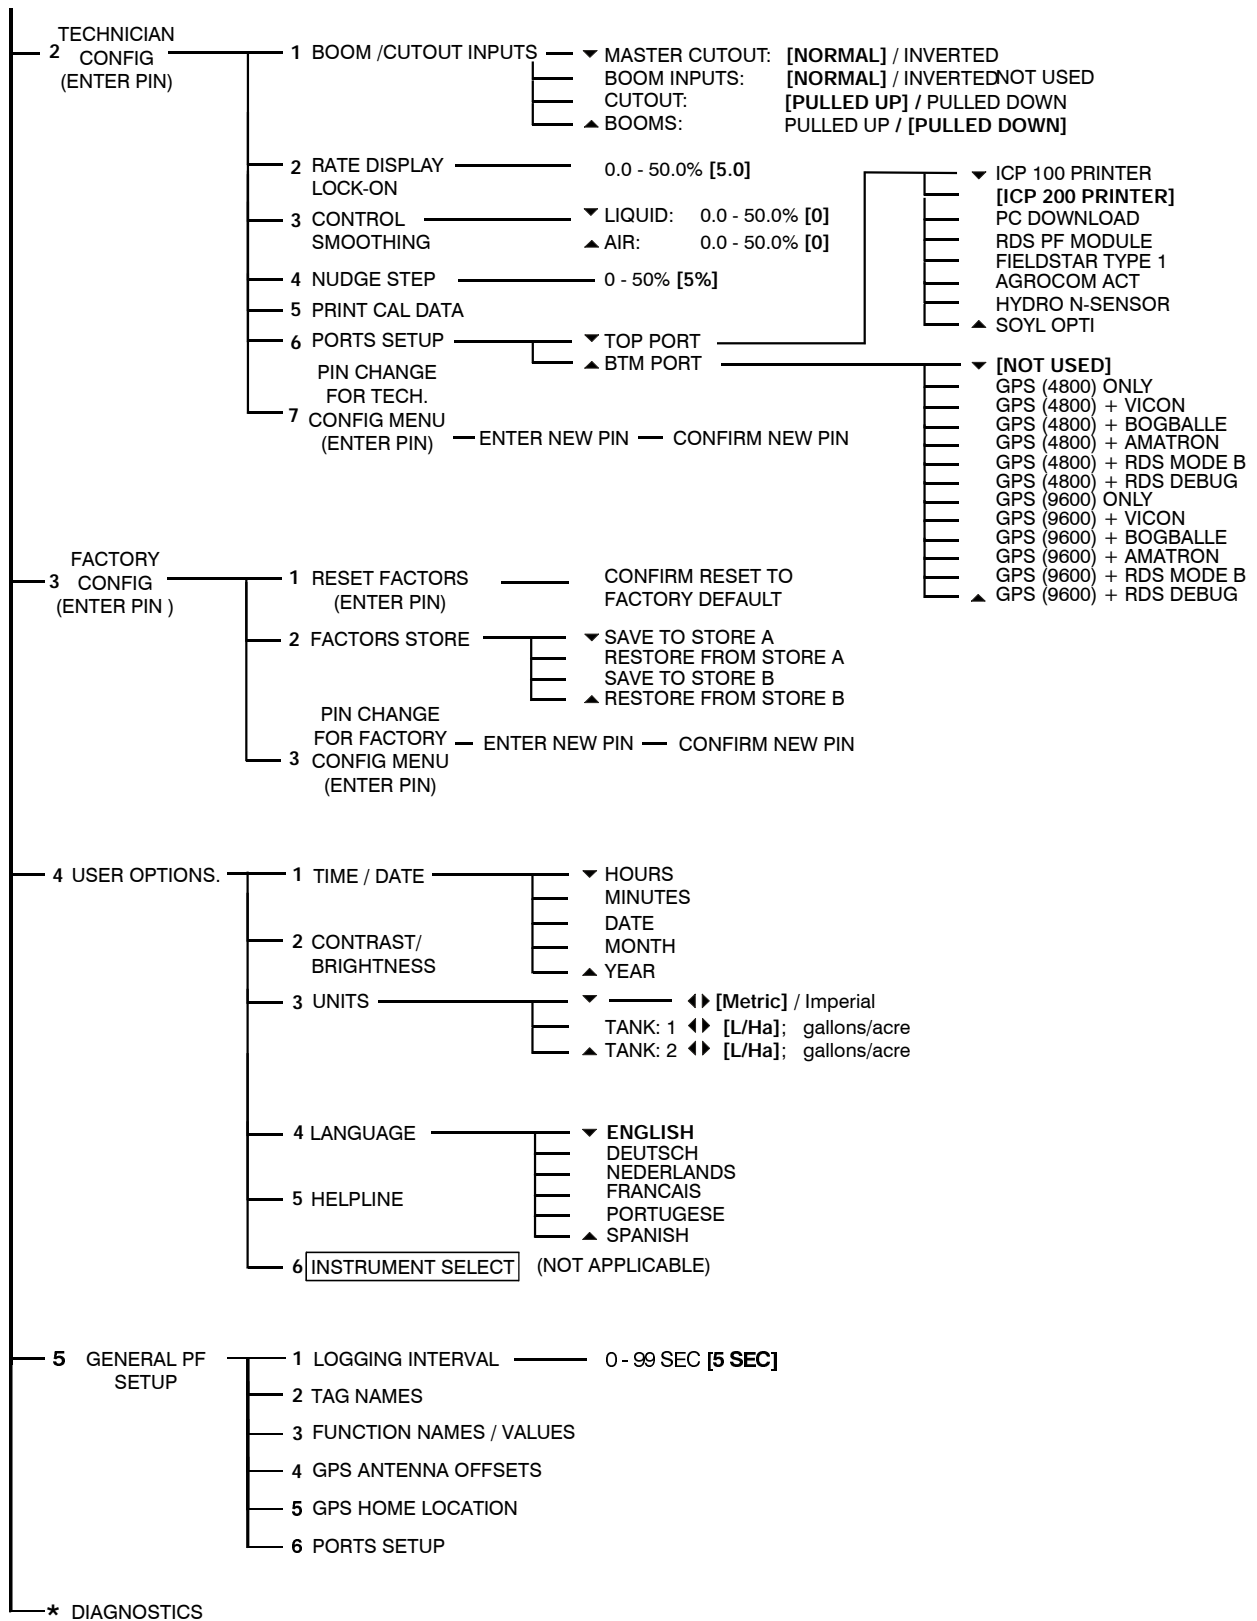 2 TECHNICIAN
CONFIG
(ENTER PIN)
1 BOOM /CUTOUT INPUTS
MASTER CUTOUT: [NORMAL] / INVERTED
BOOM INPUTS: [NORMAL] / INVERTED NOT USED
CUTOUT: [PULLED UP] / PULLED DOWN
BOOMS: PULLED UP / [PULLED DOWN]
2 RATE DISPLAY
LOCK-ON
0.0 - 50.0% [5.0]
3 CONTROL
SMOOTHING
LIQUID: 0.0 - 50.0% [0]
AIR: 0.0 - 50.0% [0]
4 NUDGE STEP
0 - 50% [5%]
5 PRINT CAL DATA
6 PORTS SETUP
TOP PORT
BTM PORT
ICP 100 PRINTER
[ICP 200 PRINTER]
PC DOWNLOAD
RDS PF MODULE
FIELDSTAR TYPE 1
AGROCOM ACT
HYDRO N-SENSOR
SOYL OPTI
[NOT USED]
GPS (4800) ONLY
GPS (4800) + VICON
GPS (4800) + BOGBALLE
GPS (4800) + AMATRON
GPS (4800) + RDS MODE B
GPS (4800) + RDS DEBUG
GPS (9600) ONLY
GPS (9600) + VICON
GPS (9600) + BOGBALLE
GPS (9600) + AMATRON
GPS (9600) + RDS MODE B
GPS (9600) + RDS DEBUG
7 PIN CHANGE
FOR TECH.
CONFIG MENU
(ENTER PIN)
ENTER NEW PIN
CONFIRM NEW PIN
3 FACTORY
CONFIG
(ENTER PIN )
1 RESET FACTORS
(ENTER PIN)
CONFIRM RESET TO
FACTORY DEFAULT
2 FACTORS STORE
SAVE TO STORE A
RESTORE FROM STORE A
SAVE TO STORE B
RESTORE FROM STORE B
3 PIN CHANGE
FOR FACTORY
CONFIG MENU
(ENTER PIN)
ENTER NEW PIN
CONFIRM NEW PIN
4 USER OPTIONS.
1 TIME / DATE
HOURS
MINUTES
DATE
MONTH
YEAR
2 CONTRAST/
BRIGHTNESS
3 UNITS
[Metric] / Imperial
TANK: 1 [L/Ha]; gallons/acre
TANK: 2 [L/Ha]; gallons/acre
4 LANGUAGE
ENGLISH
DEUTSCH
NEDERLANDS
FRANCAIS
PORTUGESE
SPANISH
5 HELPLINE
6 INSTRUMENT SELECT (NOT APPLICABLE)
5 GENERAL PF
SETUP
1 LOGGING INTERVAL
0 - 99 SEC [5 SEC]
2 TAG NAMES
3 FUNCTION NAMES / VALUES
4 GPS ANTENNA OFFSETS
5 GPS HOME LOCATION
6 PORTS SETUP
* DIAGNOSTICS